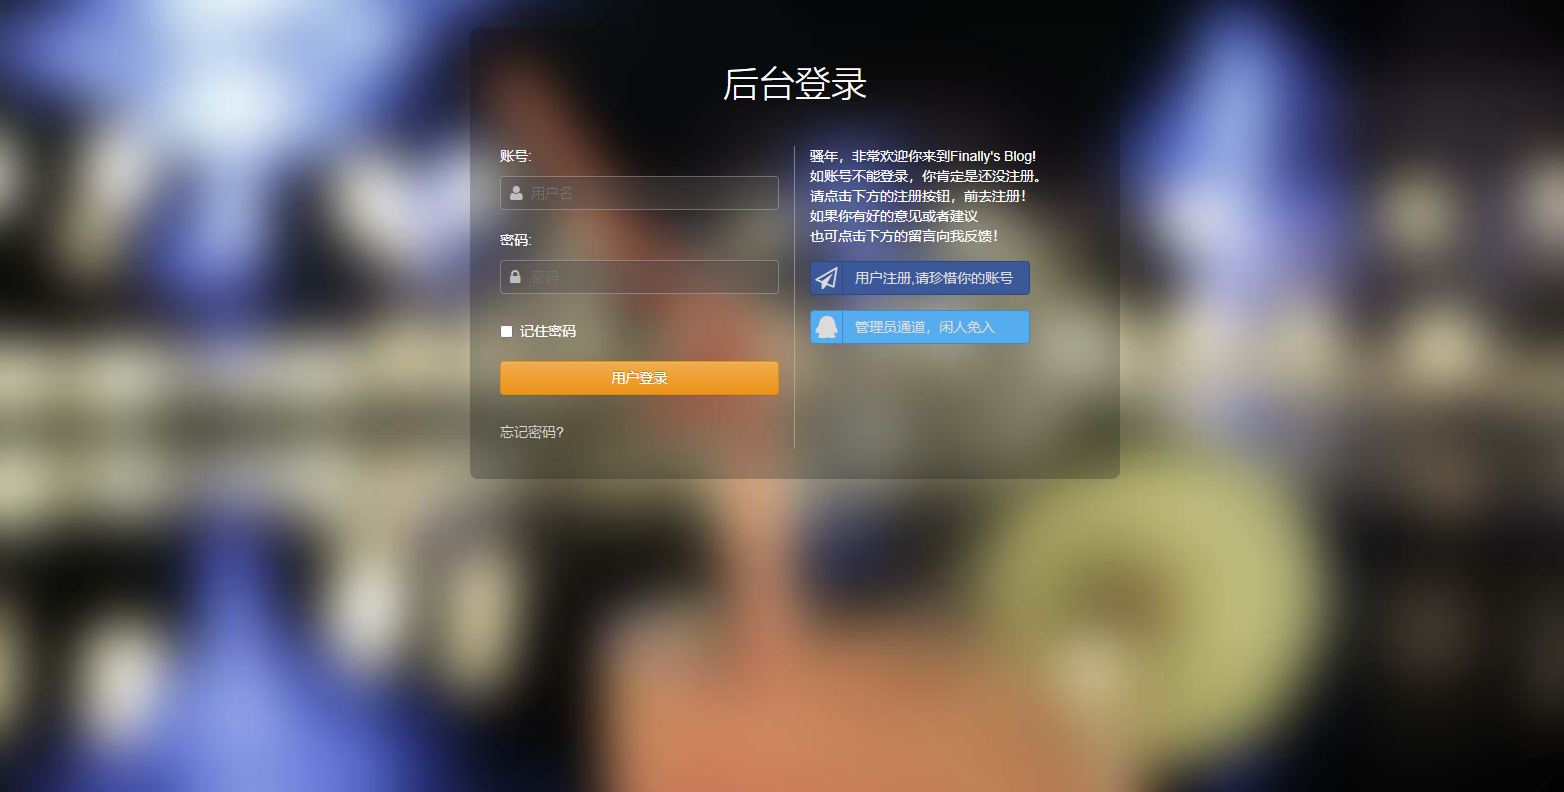 后台登录
账号:
用户名
密码:
密码
记住密码
用户登录
忘记密码?
骚年，非常欢迎你来到Finally's Blog!
如账号不能登录，你肯定是还没注册。
请点击下方的注册按钮，前去注册！
如果你有好的意见或者建议
也可点击下方的留言向我反馈！
用户注册,请珍惜你的账号
管理员通道，闲人免入